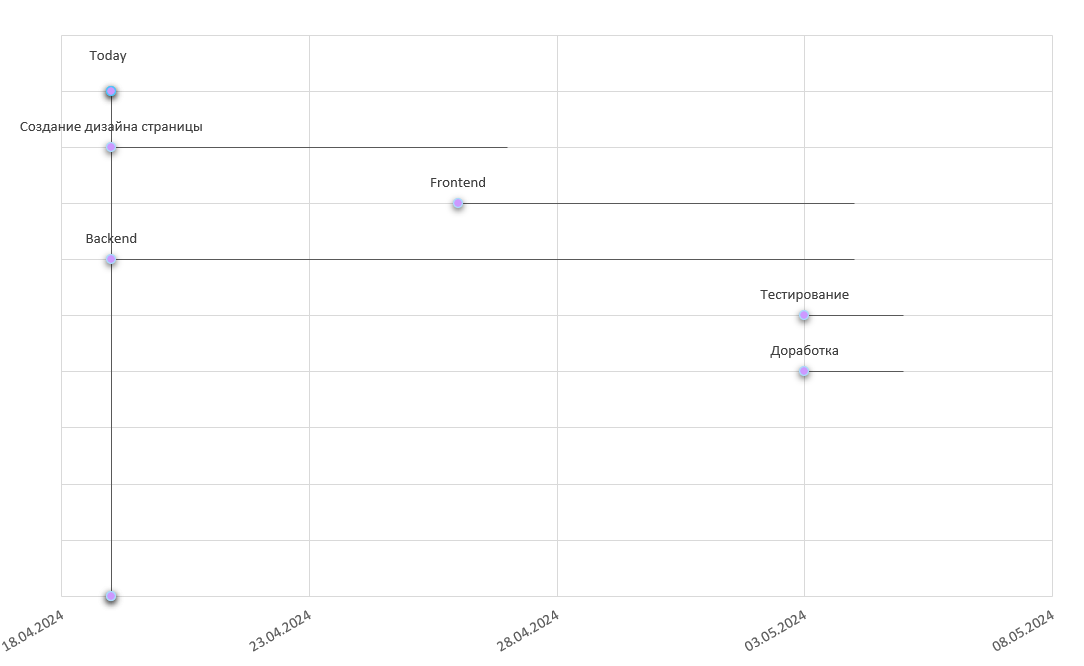 Today
Создание дизайна страницы
Frontend
Backend
Тестирование
Доработка
18.04.2024
23.04.2024
28.04.2024
03.05.2024
08.05.2024